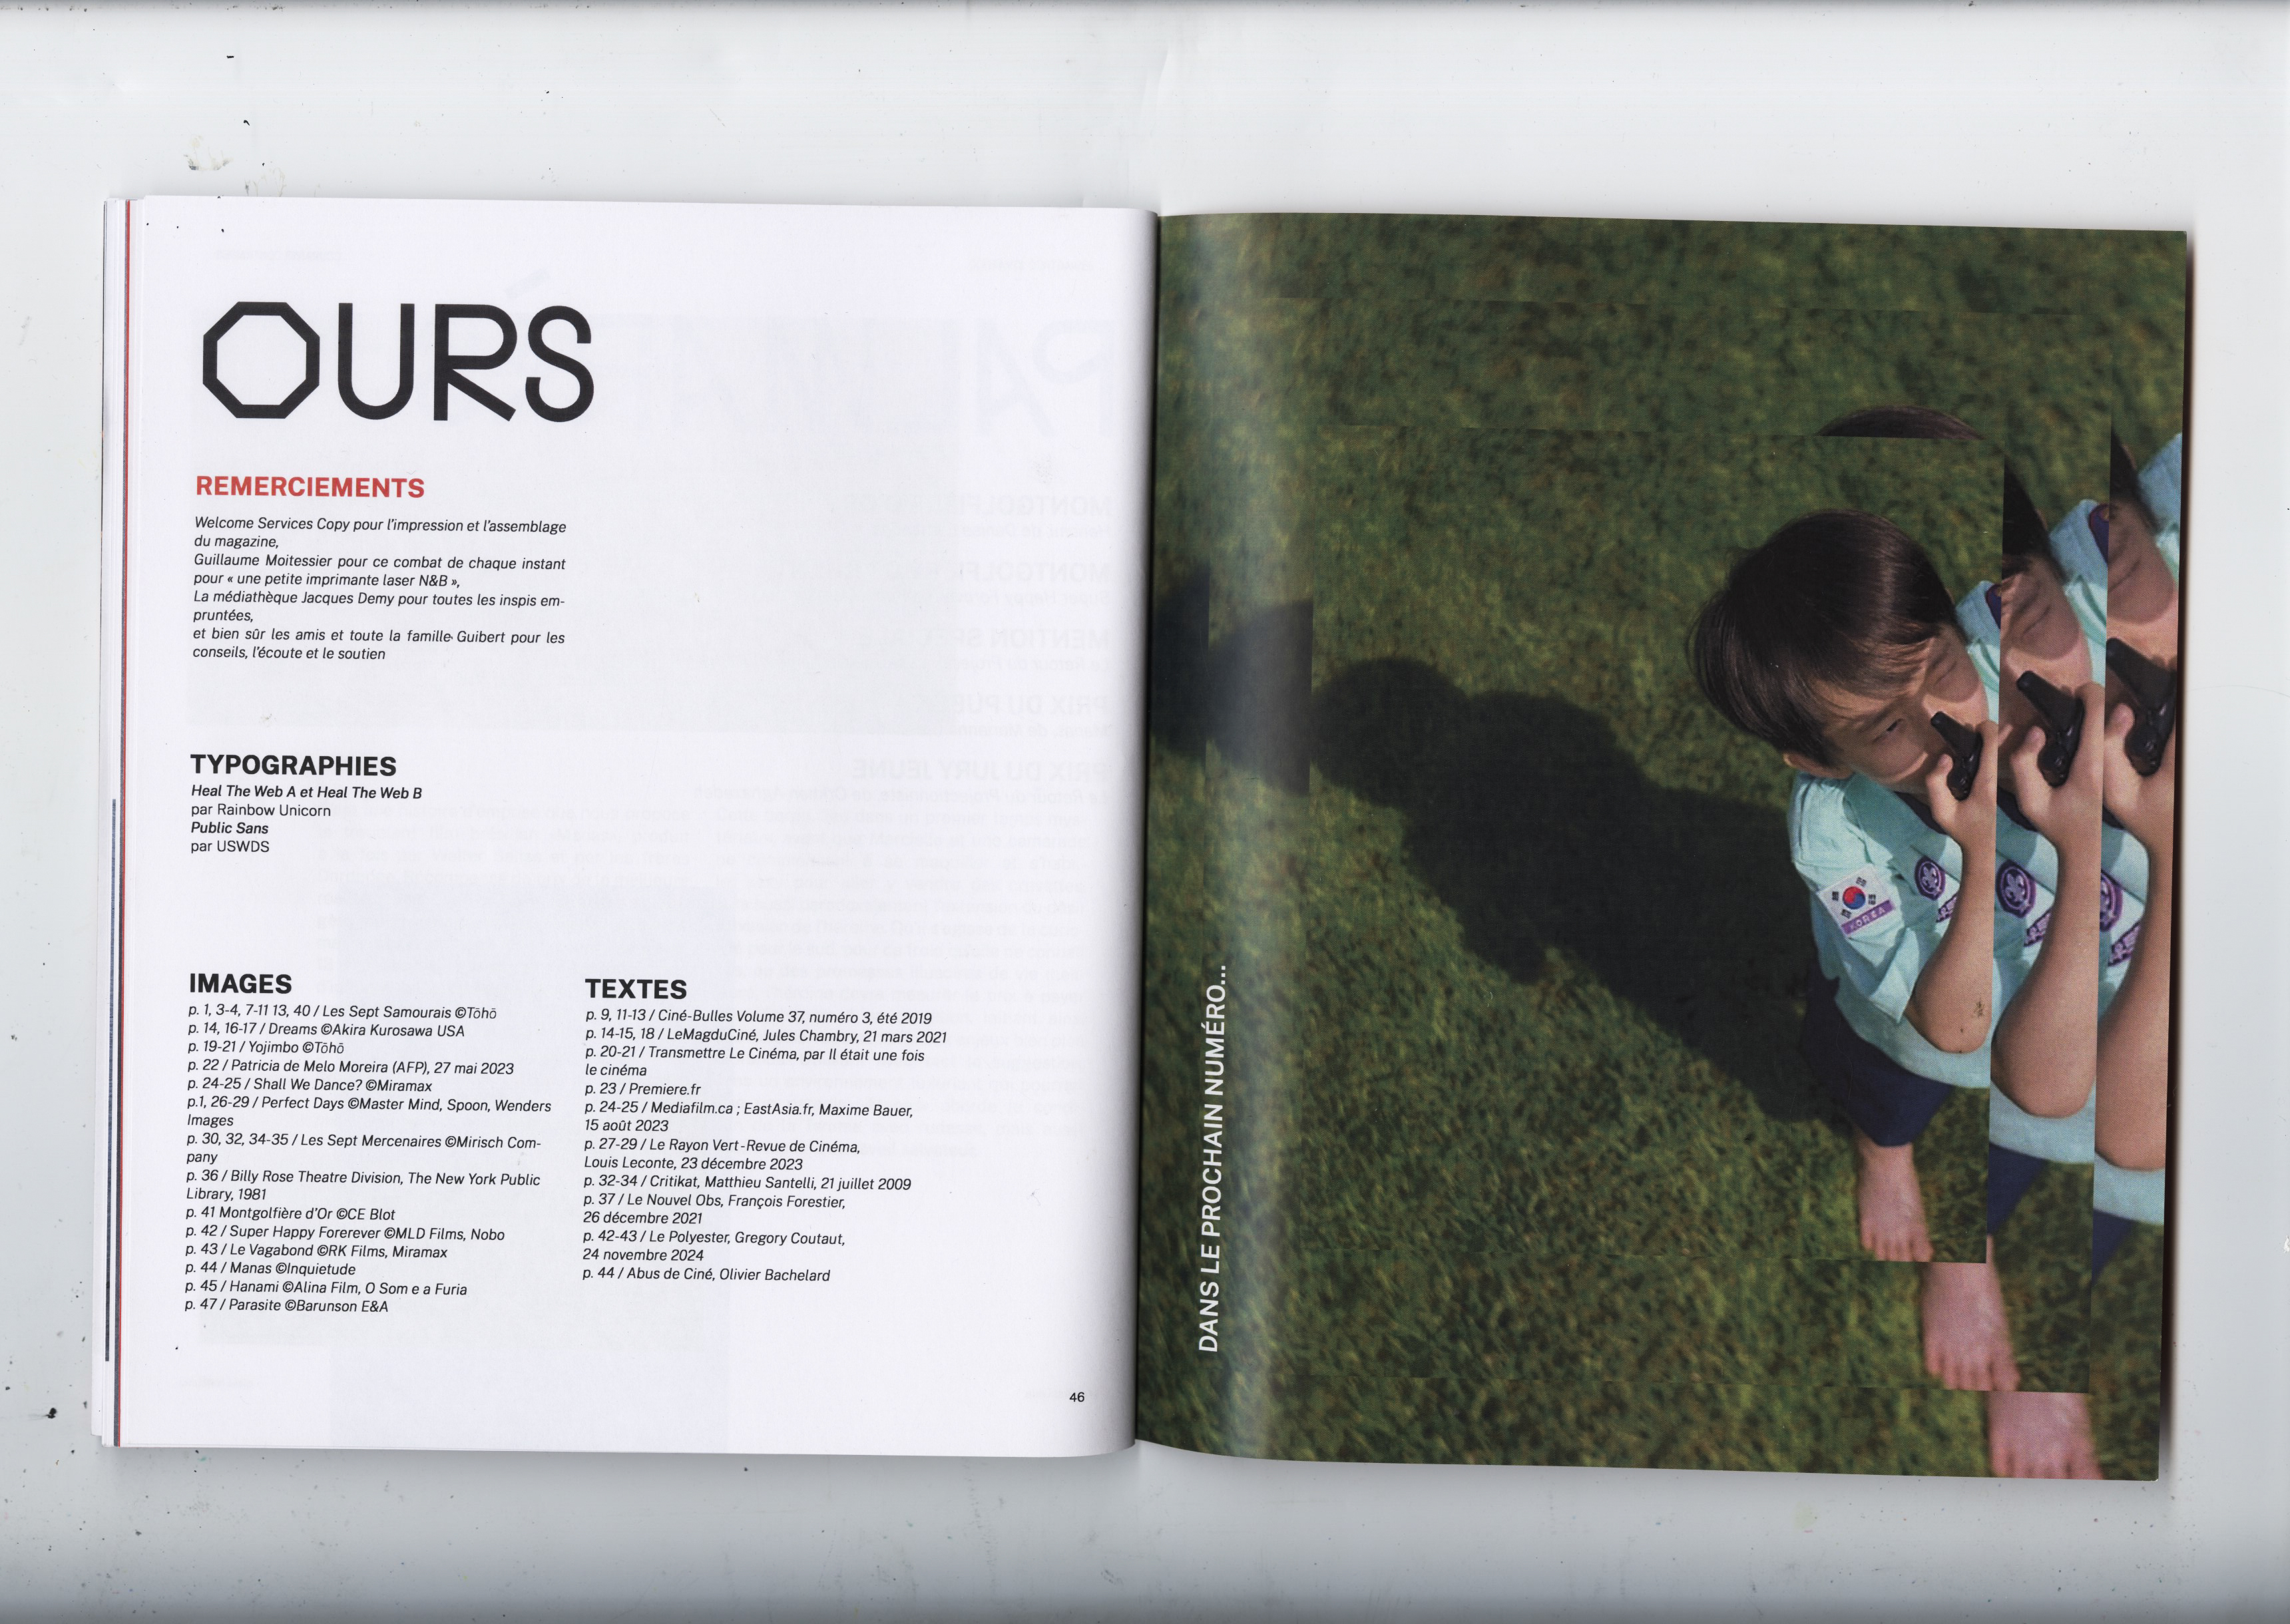 OURS
REMERCIEMENTS
Welcome Services Copy pour l'impression et l'assemblage
du magazine,
Guillaume Moitessier pour ce combat de chaque instant
pour « une petite imprimante laser N&B »,
La médiathèque Jacques Demy pour toutes les inspis em-
pruntées,
et bien sûr les amis et toute la famille Guibert pour les
conseils, l'écoute et le soutien
TYPOGRAPHIES
Heal The Web A et Heal The Web B
par Rainbow Unicorn
Public Sans
par USWDS
IMAGES
p. 1, 3-4, 7-11 13, 40 / Les Sept Samourais ©Tōhō
p. 14, 16-17 / Dreams ©Akira Kurosawa USA
p. 19-21 / Yojimbo ©Tōhō
p. 22 / Patricia de Melo Moreira (AFP), 27 mai 2023
p. 24-25 / Shall We Dance? ©Miramax
p.1, 26-29 / Perfect Days ©Master Mind, Spoon, Wenders
Images
p. 30, 32, 34-35 / Les Sept Mercenaires ©Mirisch Com-
pany
p. 36 / Billy Rose Theatre Division, The New York Public
Library, 1981
p. 41 Montgolfière d'Or ©CE Blot
p. 42 / Super Happy Forerever ©MLD Films, Nobo
p. 43 / Le Vagabond ©RK Films, Miramax
p. 44 / Manas ©Inquietude
p. 45 / Hanami ©Alina Film, O Som e a Furia
p. 47 / Parasite ©Barunson E&A
TEXTES
p. 9, 11-13 / Ciné-Bulles Volume 37, numéro 3, été 2019
p. 14-15, 18 / LeMagduCiné, Jules Chambry, 21 mars 2021
p. 20-21 / Transmettre Le Cinéma, par Il était une fois
le cinéma
p. 23 / Premiere.fr
p. 24-25 / Mediafilm.ca ; EastAsia.fr, Maxime Bauer,
15 août 2023
p. 27-29 / Le Rayon Vert - Revue de Cinéma,
Louis Leconte, 23 décembre 2023
p. 32-34 / Critikat, Matthieu Santelli, 21 juillet 2009
p. 37 / Le Nouvel Obs, François Forestier,
26 décembre 2021
p. 42-43 / Le Polyester, Gregory Coutaut,
24 novembre 2024
p. 44 / Abus de Ciné, Olivier Bachelard
46
DANS LE PROCHAIN NUMÉRO...
KOREA